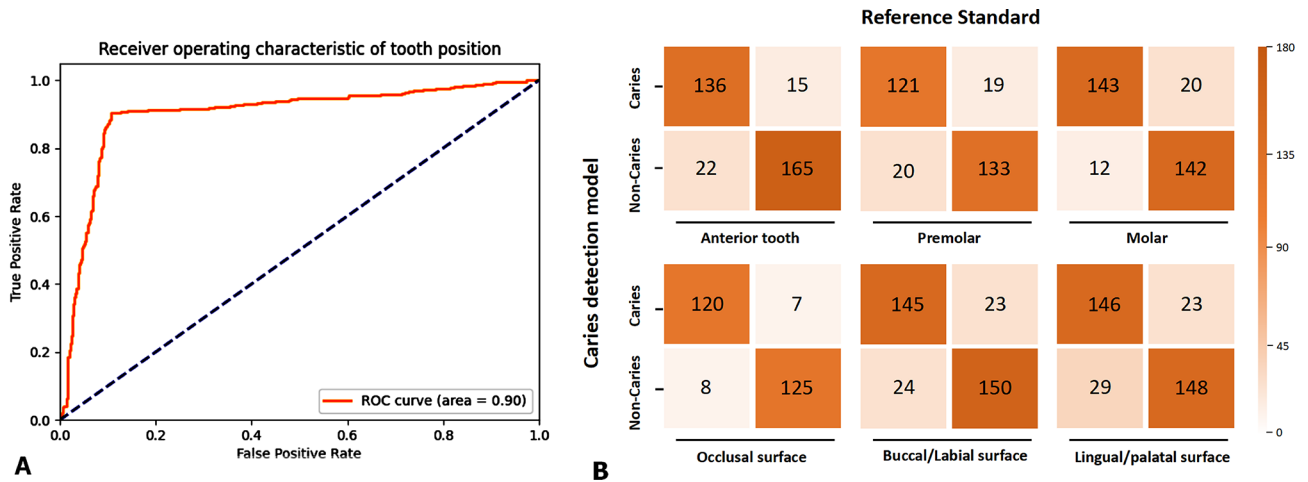 Receiver operating characteristic of tooth position
True Positive Rate
1.0
0.8
0.6
0.4
0.2
0.0
0.0 0.2 0.4 0.6 0.8 1.0
False Positive Rate
ROC curve (area = 0.90)
A
Reference Standard
Caries detection model
Caries
Non-Caries
136 15
22 165
Anterior tooth
121 19
20 133
Premolar
143 20
12 142
Molar
Caries
Non-Caries
120 7
8 125
Occlusal surface
145 23
24 150
Buccal/Labial surface
146 23
29 148
Lingual/palatal surface
180
135
90
45
0
B